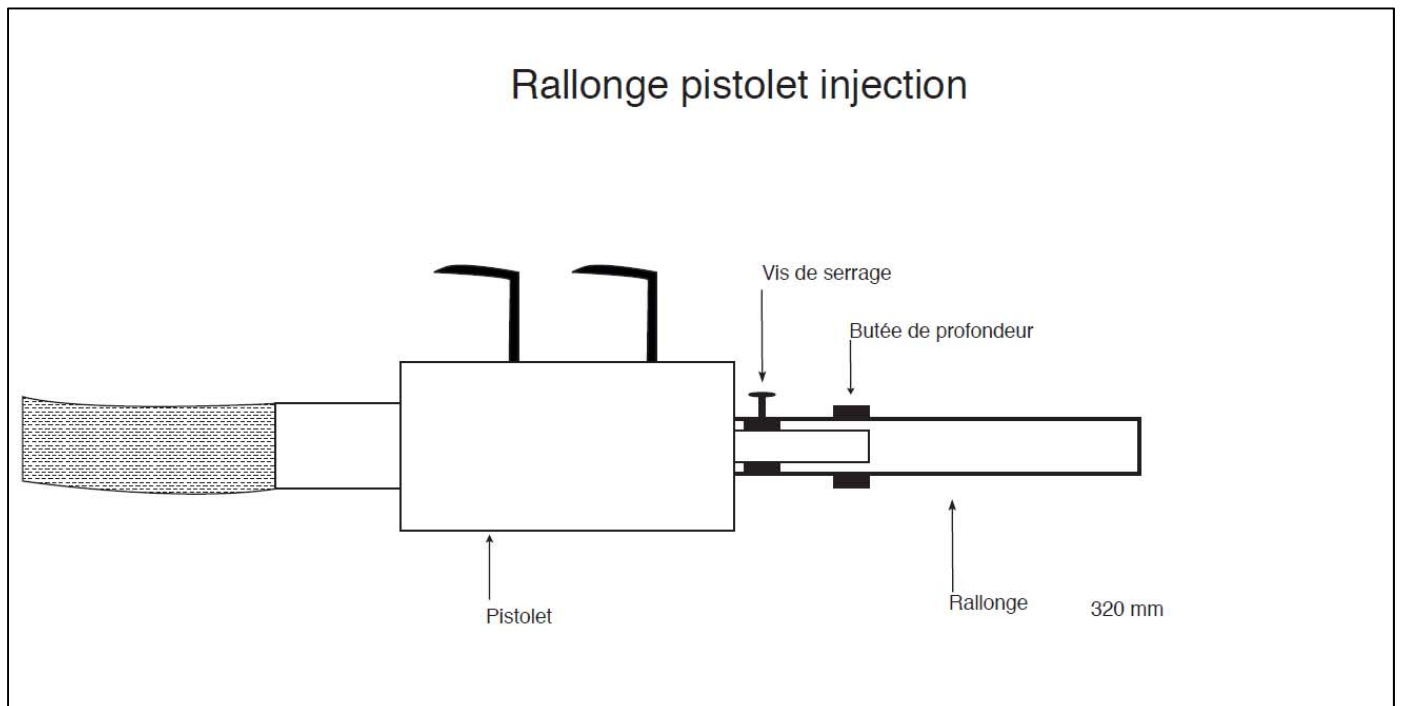 Rallonge pistolet injection
Vis de serrage
Butée de profondeur
Pistolet
Rallonge
320 mm